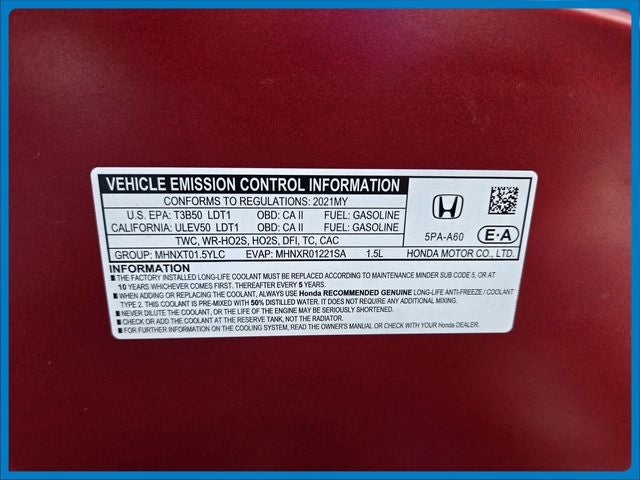 VEHICLE EMISSION CONTROL INFORMATION
CONFORMS TO REGULATIONS: 2021MY
U.S. EPA: T3B50 LDT1 OBD: CA II FUEL: GASOLINE
CALIFORNIA: ULEV50 LDT1 OBD: CA II FUEL: GASOLINE
TWC, WR-HO2S, HO2S, DFI, TC, CAC
GROUP: MHNXT01.5YLC EVAP: MHNXR01221SA 1.5L
5PA-A60 E·A
HONDA MOTOR CO., LTD.
INFORMATION
■ THE FACTORY INSTALLED LONG-LIFE COOLANT MUST BE REPLACED ACCORDING TO MAINTENANCE MINDER SUB CODE 5, OR AT
10 YEARS WHICHEVER COMES FIRST. THEREAFTER EVERY 5 YEARS.
■ WHEN ADDING OR REPLACING THE COOLANT, ALWAYS USE Honda RECOMMENDED GENUINE LONG-LIFE ANTI-FREEZE / COOLANT
TYPE 2. THIS COOLANT IS PRE-MIXED WITH 50% DISTILLED WATER. IT DOES NOT REQUIRE ANY ADDITIONAL MIXING.
■ NEVER DILUTE THE COOLANT, OR THE LIFE OF THE ENGINE MAY BE SERIOUSLY SHORTENED.
■ CHECK OR ADD THE COOLANT AT THE RESERVE TANK, NOT THE RADIATOR.
■ FOR FURTHER INFORMATION ON THE COOLING SYSTEM, READ THE OWNER'S MANUAL OR CHECK WITH YOUR Honda DEALER.